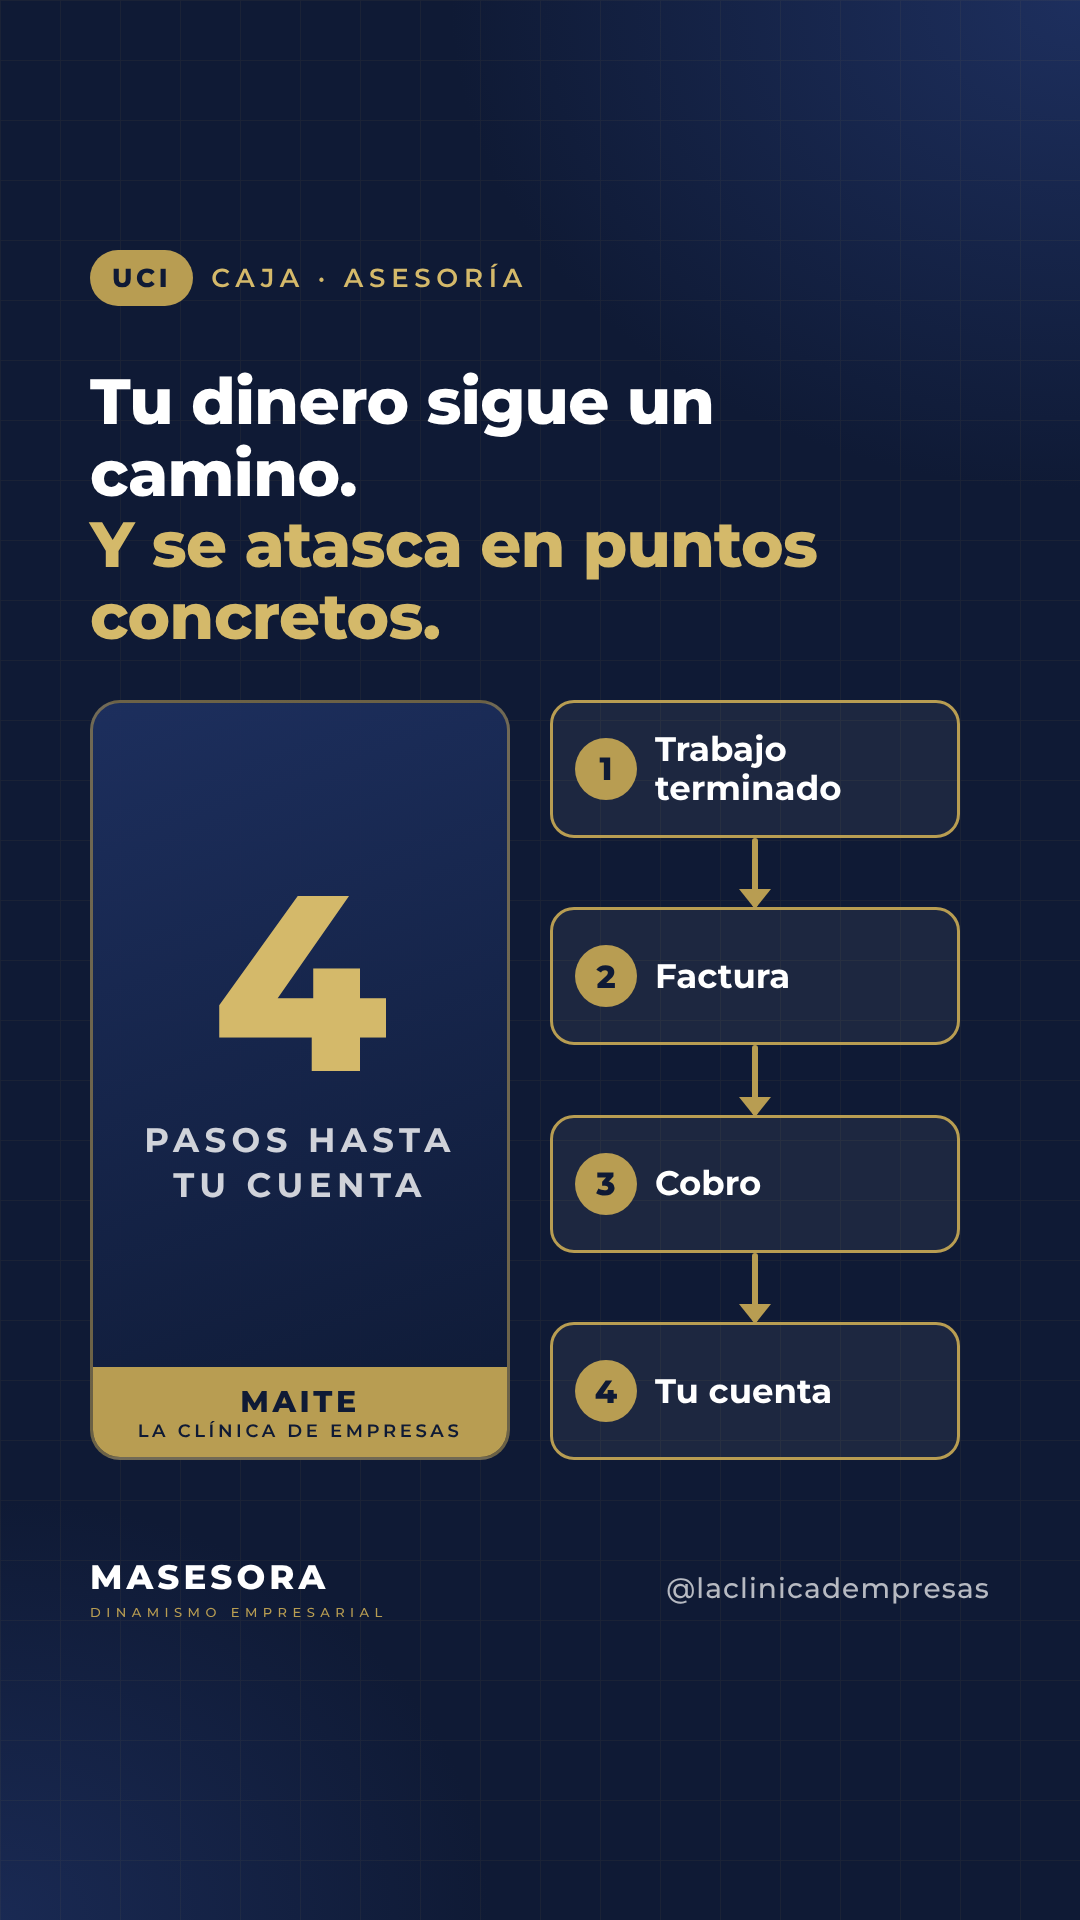 UCI CAJA · ASESORÍA
Tu dinero sigue un
camino.
Y se atasca en puntos
concretos.
4
PASOS HASTA
TU CUENTA
MAITE
LA CLÍNICA DE EMPRESAS
1 Trabajo
terminado
2 Factura
3 Cobro
4 Tu cuenta
MASESORA
DINAMISMO EMPRESARIAL
@laclinicadempresas